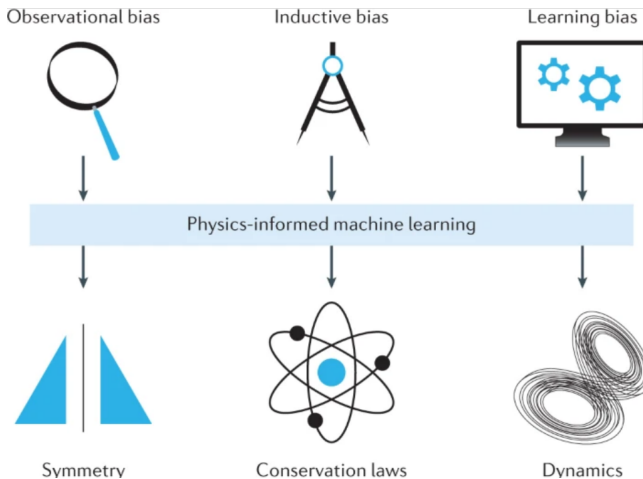 Observational bias
Inductive bias
Learning bias
Physics-informed machine learning
Symmetry
Conservation laws
Dynamics